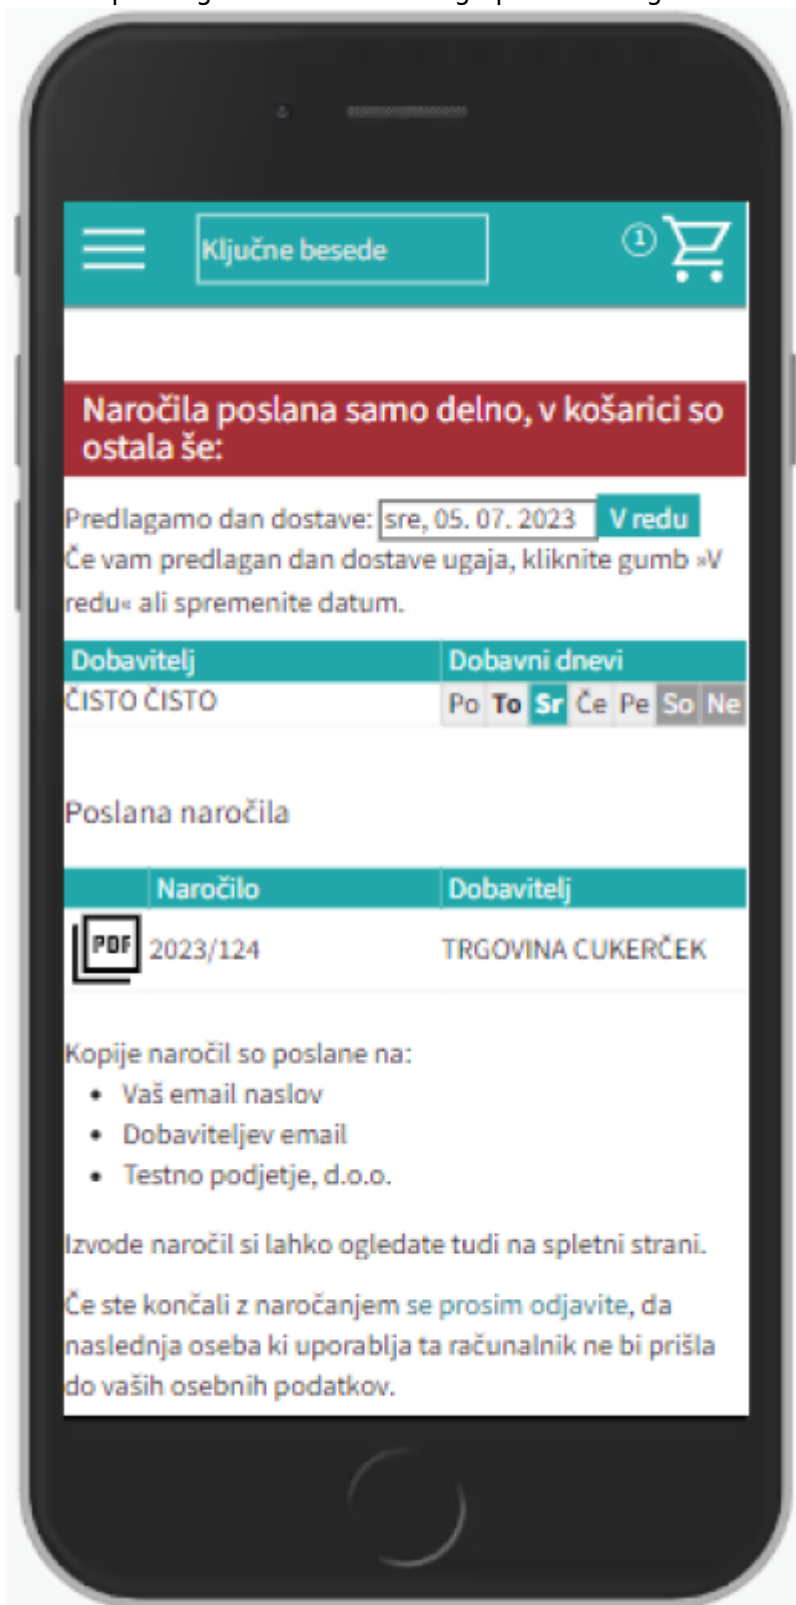 Ključne besede
1
Naročila poslana samo delno, v košarici so
ostala še:
Predlagamo dan dostave: sre, 05. 07. 2023 V redu
Če vam predlagan dan dostave ugaja, kliknite gumb »V
redu« ali spremenite datum.
Dobavitelj Dobavni dnevi
ČISTO ČISTO Po To Sr Če Pe So Ne
Poslana naročila
Naročilo Dobavitelj
PDF 2023/124 TRGOVINA CUKERČEK
Kopije naročil so poslane na:
• Vaš email naslov
• Dobaviteljev email
• Testno podjetje, d.o.o.
Izvode naročil si lahko ogledate tudi na spletni strani.
Če ste končali z naročanjem se prosim odjavite, da
naslednja oseba ki uporablja ta računalnik ne bi prišla
do vaših osebnih podatkov.